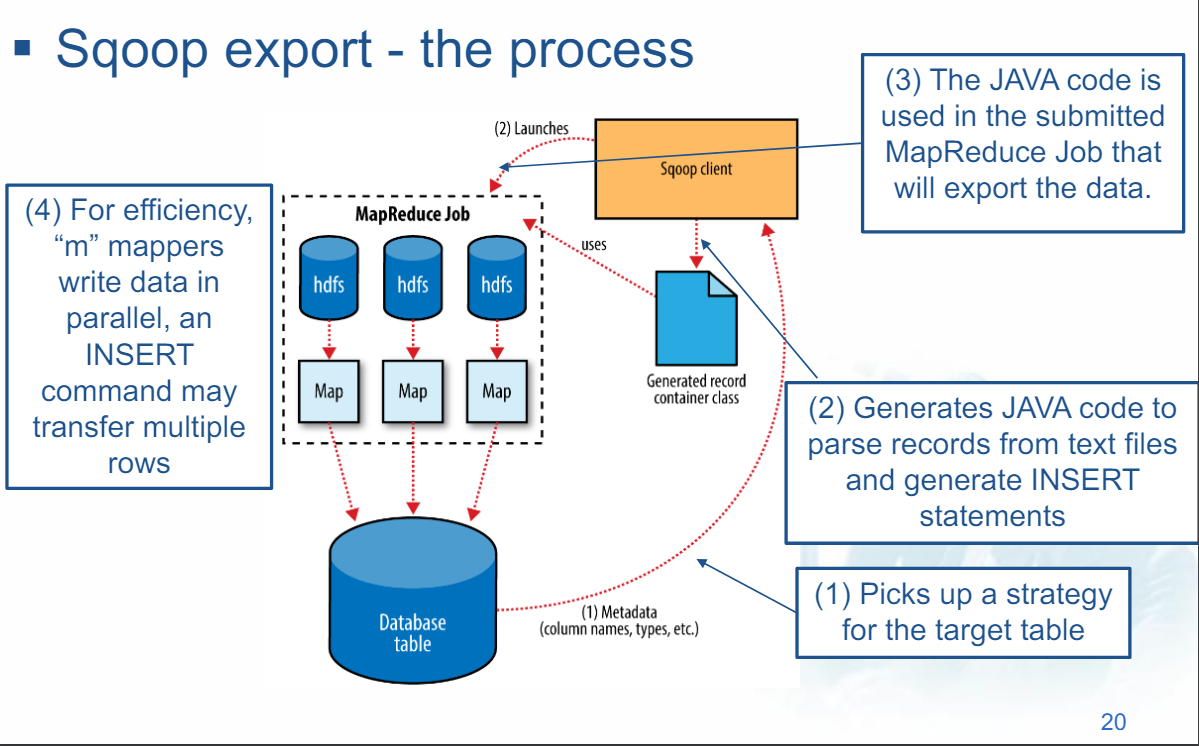 ▪ Sqoop export - the process
(3) The JAVA code is
used in the submitted
MapReduce Job that
will export the data.
(2) Launches
Sqoop client
(4) For efficiency,
“m” mappers
write data in
parallel, an
INSERT
command may
transfer multiple
rows
MapReduce Job
hdfs
hdfs
hdfs
Map
Map
Map
uses
Generated record
container class
(2) Generates JAVA code to
parse records from text files
and generate INSERT
statements
(1) Picks up a strategy
for the target table
Database
table
(1) Metadata
(column names, types, etc.)
20